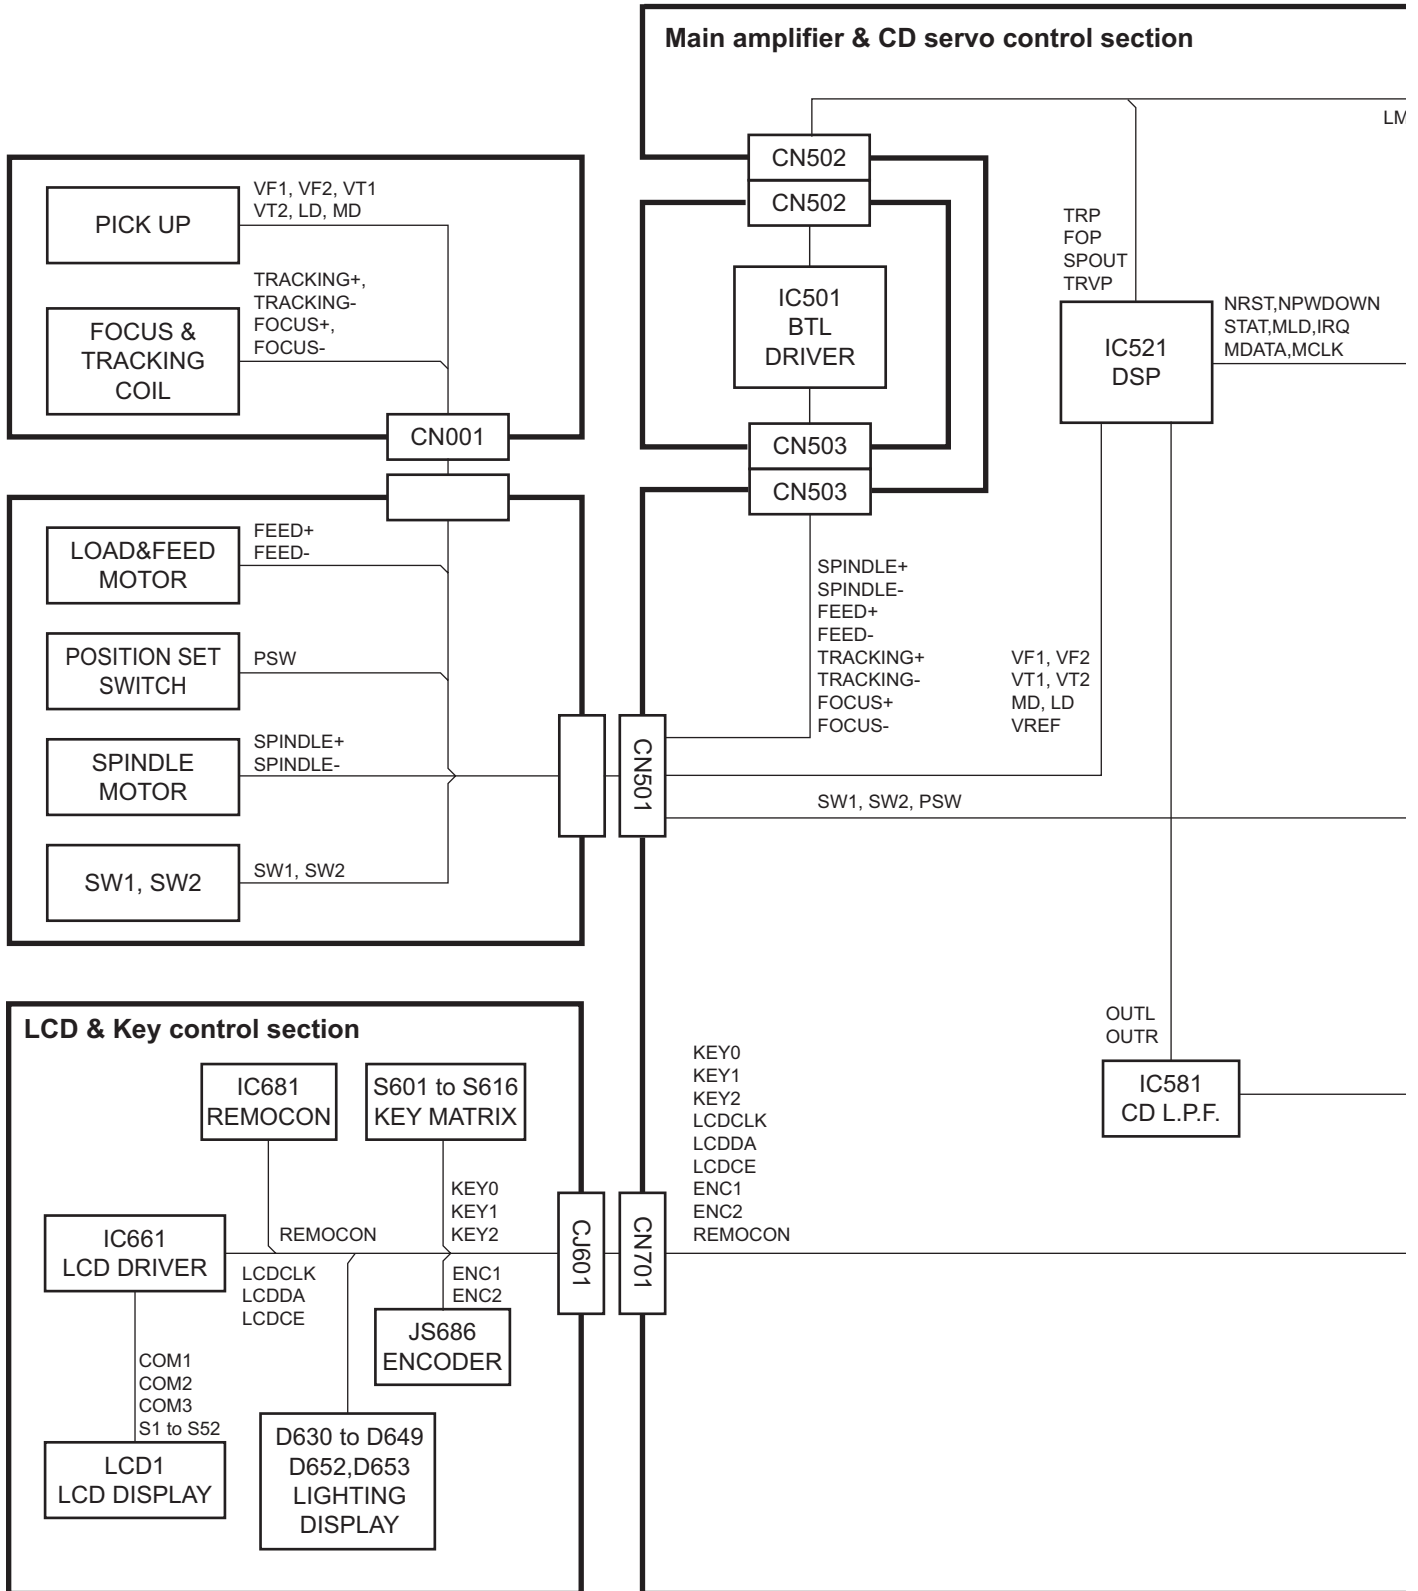 Main amplifier & CD servo control section
LM
CN502
CN502
IC501
BTL
DRIVER
CN503
CN503
TRP
FOP
SPOUT
TRVP
IC521
DSP
NRST,NPWDOWN
STAT,MLD,IRQ
MDATA,MCLK
PICK UP
VF1, VF2, VT1
VT2, LD, MD
FOCUS &
TRACKING
COIL
TRACKING+,
TRACKING-
FOCUS+,
FOCUS-
CN001
LOAD&FEED
MOTOR
FEED+
FEED-
POSITION SET
SWITCH
PSW
SPINDLE
MOTOR
SPINDLE+
SPINDLE-
SW1, SW2
SW1, SW2
CN501
SPINDLE+
SPINDLE-
FEED+
FEED-
TRACKING+
TRACKING-
FOCUS+
FOCUS-
VF1, VF2
VT1, VT2
MD, LD
VREF
SW1, SW2, PSW
OUTL
OUTR
IC581
CD L.P.F.
LCD & Key control section
IC681
REMOCON
S601 to S616
KEY MATRIX
KEY0
KEY1
KEY2
REMOCON
IC661
LCD DRIVER
LCDCLK
LCDDA
LCDCE
ENC1
ENC2
JS686
ENCODER
COM1
COM2
COM3
S1 to S52
LCD1
LCD DISPLAY
D630 to D649
D652,D653
LIGHTING
DISPLAY
CJ601
CN701
KEY0
KEY1
KEY2
LCDCLK
LCDDA
LCDCE
ENC1
ENC2
REMOCON